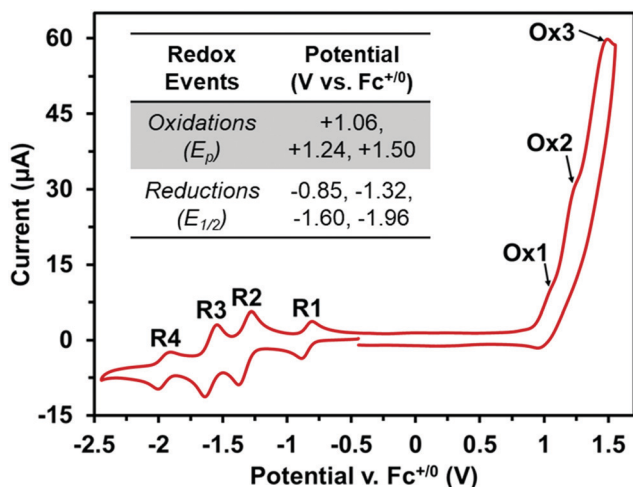 60
45
30
15
0
-15
Current (µA)
Redox Events
Potential (V vs. Fc+/0)
Oxidations (Ep)
+1.06, +1.24, +1.50
Reductions (E1/2)
-0.85, -1.32, -1.60, -1.96
Ox3
Ox2
Ox1
R4
R3
R2
R1
-2.5 -2 -1.5 -1 -0.5 0 0.5 1 1.5
Potential v. Fc+/0 (V)